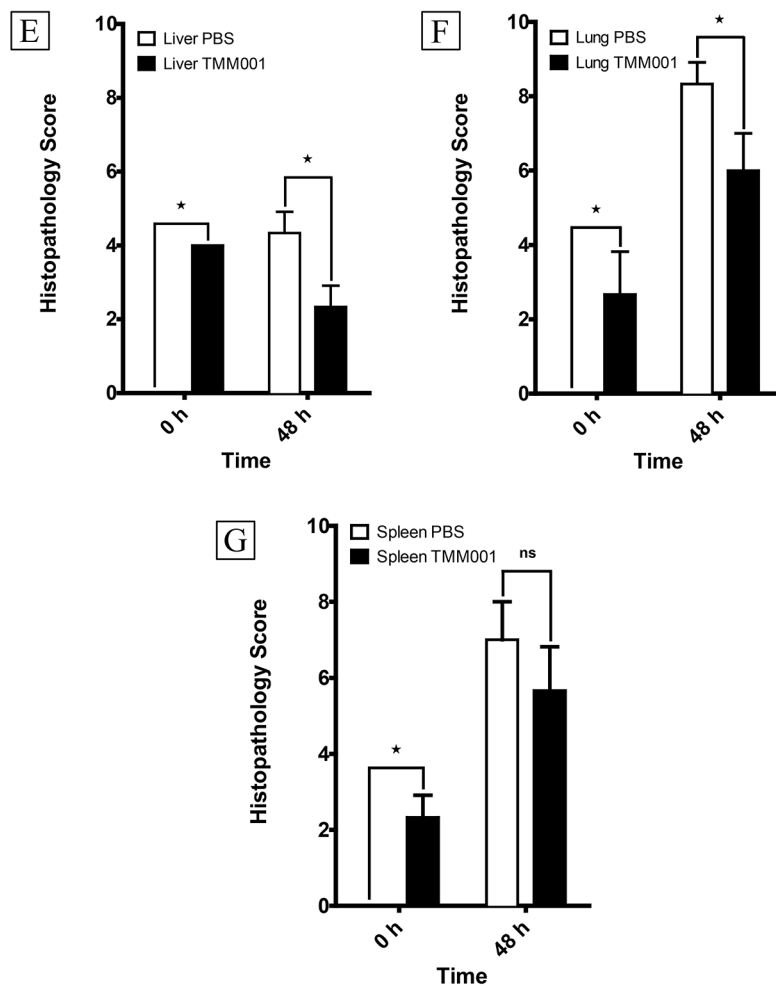 E
Liver PBS
Liver TMM001
Histopathology Score
10
8
6
4
2
0
★
★
0 h
48 h
Time
F
Lung PBS
Lung TMM001
Histopathology Score
10
8
6
4
2
0
★
★
0 h
48 h
Time
G
Spleen PBS
Spleen TMM001
Histopathology Score
10
8
6
4
2
0
★
ns
0 h
48 h
Time